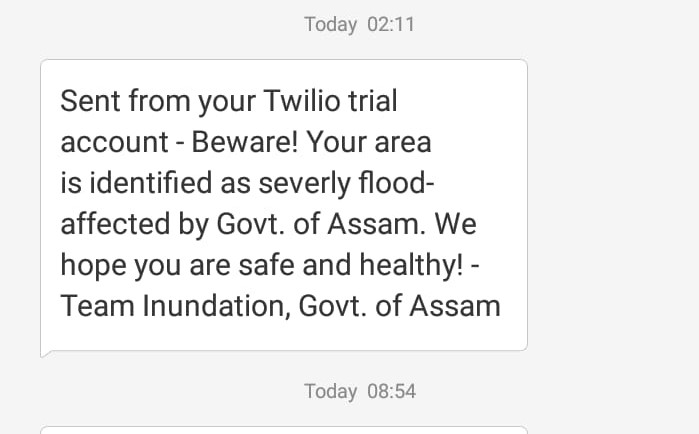 Today 02:11
Sent from your Twilio trial
account - Beware! Your area
is identified as severly flood-
affected by Govt. of Assam. We
hope you are safe and healthy! -
Team Inundation, Govt. of Assam
Today 08:54